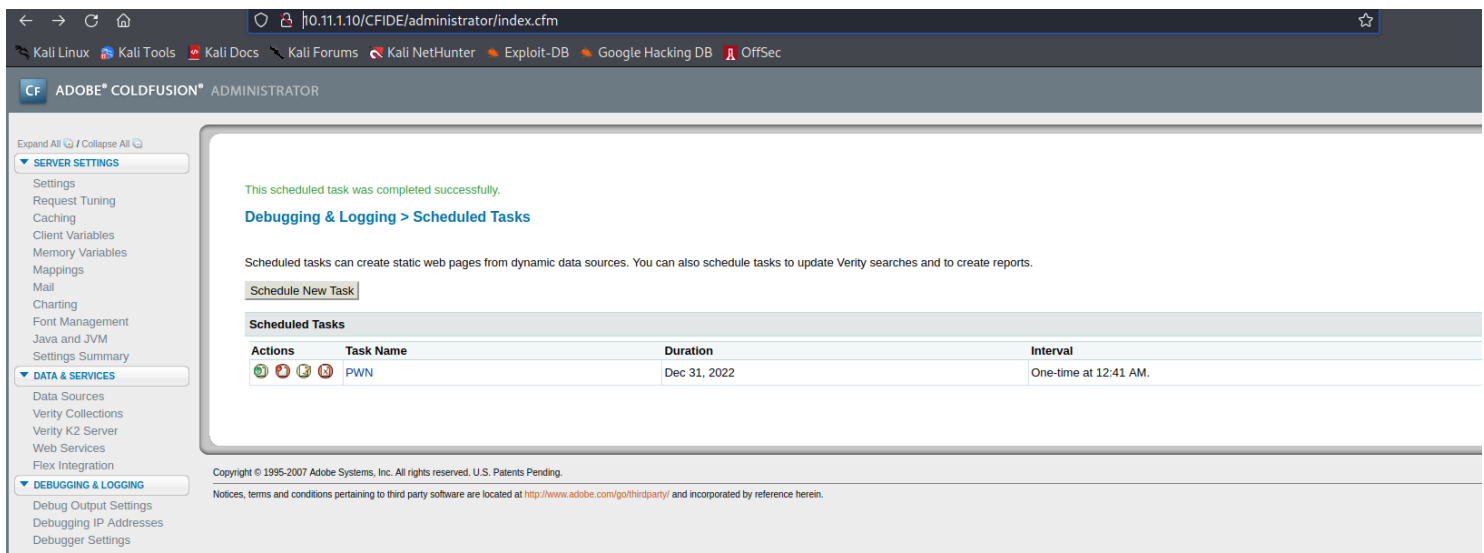 10.11.1.10/CFIDE/administrator/index.cfm
Kali Linux Kali Tools Kali Docs Kali Forums Kali NetHunter Exploit-DB Google Hacking DB OffSec
CF ADOBE® COLDFUSION® ADMINISTRATOR
Expand All / Collapse All
SERVER SETTINGS
Settings
Request Tuning
Caching
Client Variables
Memory Variables
Mappings
Mail
Charting
Font Management
Java and JVM
Settings Summary
DATA & SERVICES
Data Sources
Verity Collections
Verity K2 Server
Web Services
Flex Integration
DEBUGGING & LOGGING
Debug Output Settings
Debugging IP Addresses
Debugger Settings
This scheduled task was completed successfully.
Debugging & Logging > Scheduled Tasks
Scheduled tasks can create static web pages from dynamic data sources. You can also schedule tasks to update Verity searches and to create reports.
Schedule New Task
Scheduled Tasks
Actions Task Name Duration Interval
PWN Dec 31, 2022 One-time at 12:41 AM.
Copyright © 1995-2007 Adobe Systems, Inc. All rights reserved. U.S. Patents Pending.
Notices, terms and conditions pertaining to third party software are located at http://www.adobe.com/go/thirdparty/ and incorporated by reference herein.